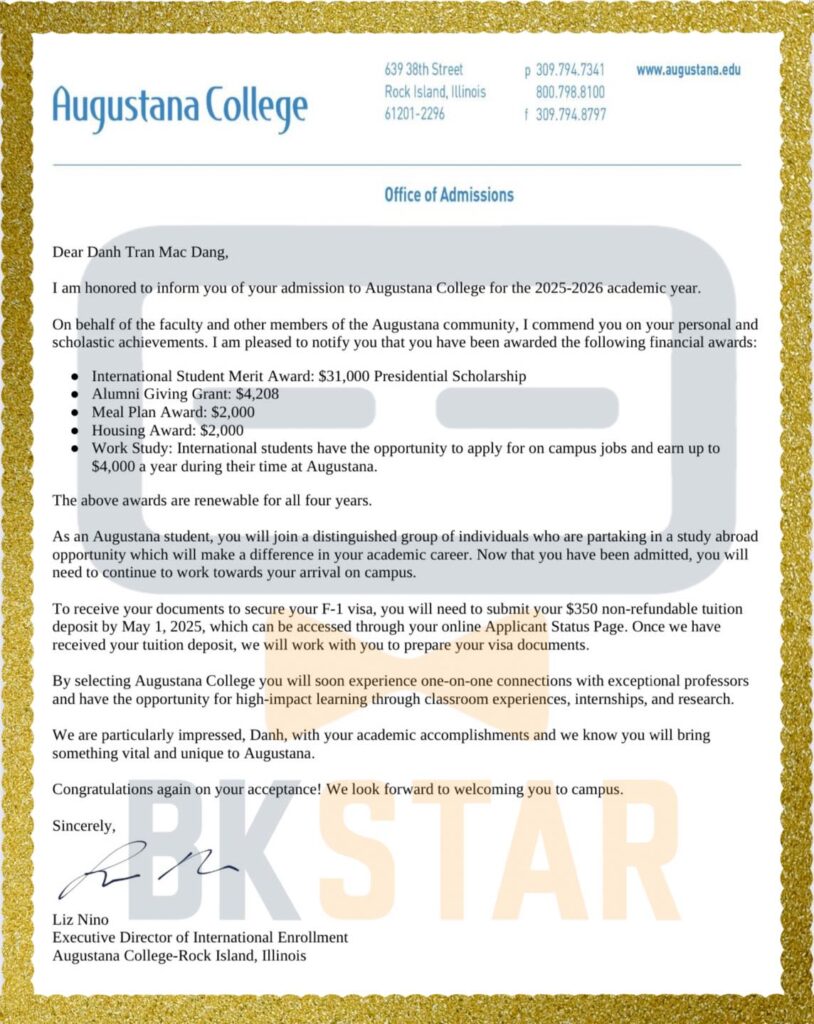 Augustana College
639 38th Street
Rock Island, Illinois
61201-2296
p 309.794.7341
800.798.8100
f 309.794.8797
www.augustana.edu
Office of Admissions
Dear Danh Tran Mac Dang,
I am honored to inform you of your admission to Augustana College for the 2025-2026 academic year.
On behalf of the faculty and other members of the Augustana community, I commend you on your personal and
scholastic achievements. I am pleased to notify you that you have been awarded the following financial awards:
● International Student Merit Award: $31,000 Presidential Scholarship
● Alumni Giving Grant: $4,208
● Meal Plan Award: $2,000
● Housing Award: $2,000
● Work Study: International students have the opportunity to apply for on campus jobs and earn up to
$4,000 a year during their time at Augustana.
The above awards are renewable for all four years.
As an Augustana student, you will join a distinguished group of individuals who are partaking in a study abroad
opportunity which will make a difference in your academic career. Now that you have been admitted, you will
need to continue to work towards your arrival on campus.
To receive your documents to secure your F-1 visa, you will need to submit your $350 non-refundable tuition
deposit by May 1, 2025, which can be accessed through your online Applicant Status Page. Once we have
received your tuition deposit, we will work with you to prepare your visa documents.
By selecting Augustana College you will soon experience one-on-one connections with exceptional professors
and have the opportunity for high-impact learning through classroom experiences, internships, and research.
We are particularly impressed, Danh, with your academic accomplishments and we know you will bring
something vital and unique to Augustana.
Congratulations again on your acceptance! We look forward to welcoming you to campus.
Sincerely,
BKSTAR
Liz Nino
Executive Director of International Enrollment
Augustana College-Rock Island, Illinois